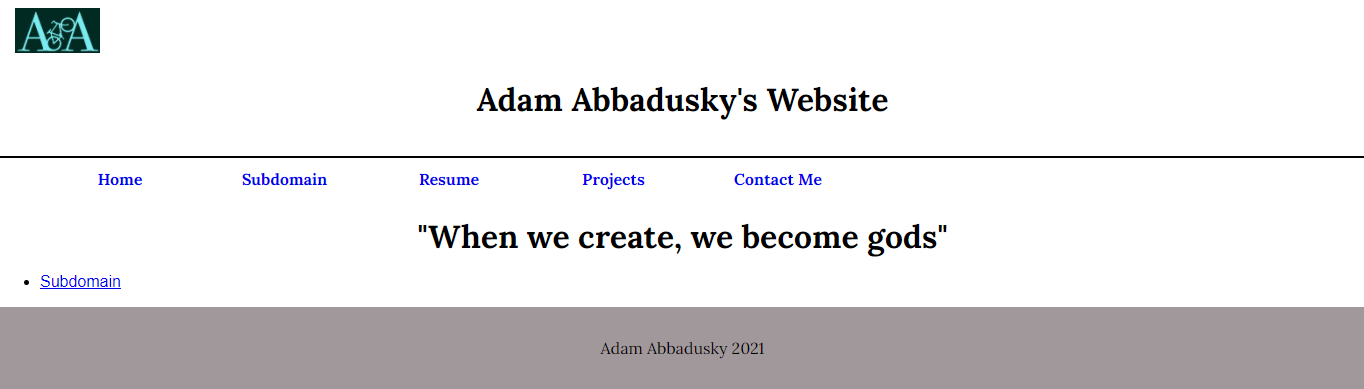 A A
Adam Abbadusky's Website
Home Subdomain Resume Projects Contact Me
"When we create, we become gods"
Subdomain
Adam Abbadusky 2021